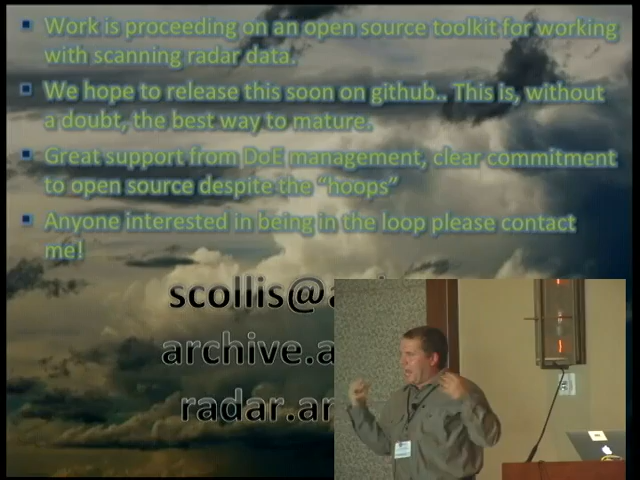 Work is proceeding on an open source toolkit for working
with scanning radar data.
We hope to release this soon on github.. This is, without
a doubt, the best way to mature.
Great support from DoE management, clear commitment
to open source despite the “hoops”
Anyone interested in being in the loop please contact
me!
scollis@a
archive.a
radar.ar